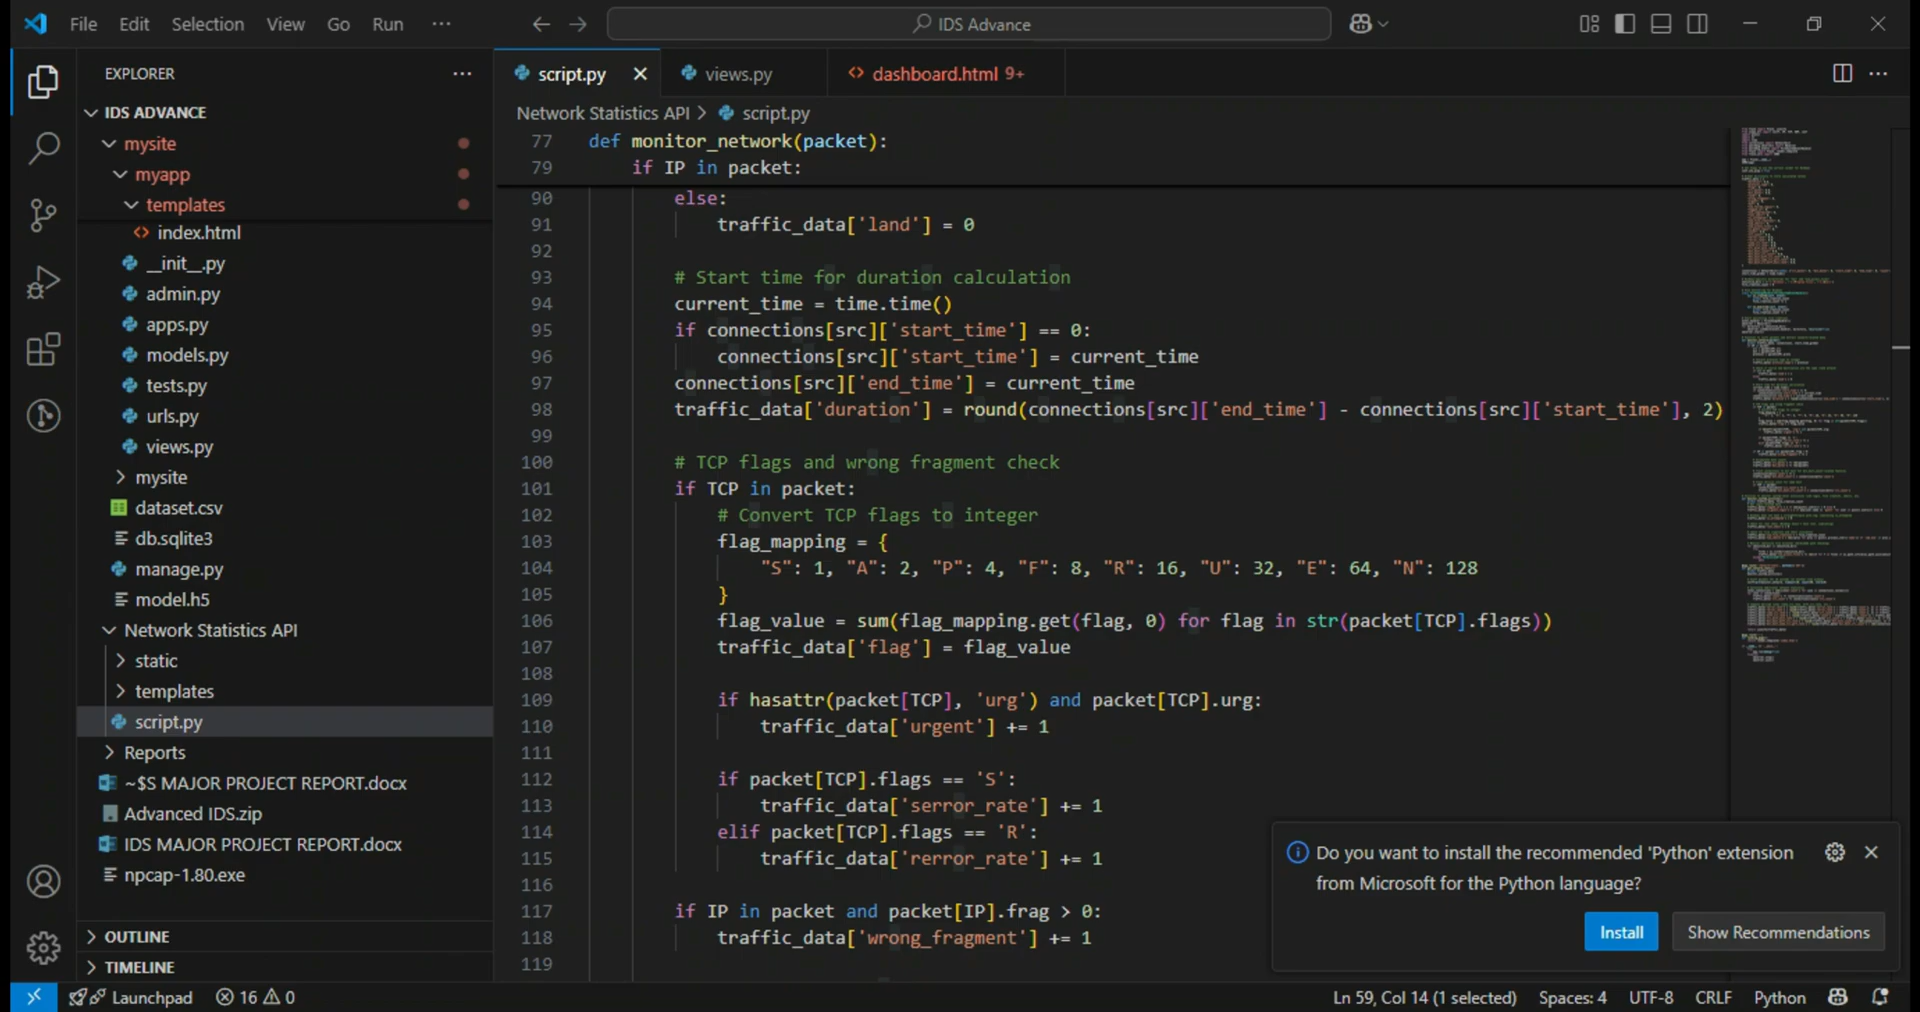 File Edit Selection View Go Run ···
IDS Advance
EXPLORER ···
IDS ADVANCE
mysite
myapp
templates
index.html
__init__.py
admin.py
apps.py
models.py
tests.py
urls.py
views.py
mysite
dataset.csv
db.sqlite3
manage.py
model.h5
Network Statistics API
static
templates
script.py
Reports
~$S MAJOR PROJECT REPORT.docx
Advanced IDS.zip
IDS MAJOR PROJECT REPORT.docx
npcap-1.80.exe
OUTLINE
TIMELINE
script.py views.py dashboard.html 9+
Network Statistics API > script.py
77 def monitor_network(packet):
79 if IP in packet:
90 else:
91 traffic_data['land'] = 0
92
93 # Start time for duration calculation
94 current_time = time.time()
95 if connections[src]['start_time'] == 0:
96 connections[src]['start_time'] = current_time
97 connections[src]['end_time'] = current_time
98 traffic_data['duration'] = round(connections[src]['end_time'] - connections[src]['start_time'], 2)
99
100 # TCP flags and wrong fragment check
101 if TCP in packet:
102 # Convert TCP flags to integer
103 flag_mapping = {
104 "S": 1, "A": 2, "P": 4, "F": 8, "R": 16, "U": 32, "E": 64, "N": 128
105 }
106 flag_value = sum(flag_mapping.get(flag, 0) for flag in str(packet[TCP].flags))
107 traffic_data['flag'] = flag_value
108
109 if hasattr(packet[TCP], 'urg') and packet[TCP].urg:
110 traffic_data['urgent'] += 1
111
112 if packet[TCP].flags == 'S':
113 traffic_data['serror_rate'] += 1
114 elif packet[TCP].flags == 'R':
115 traffic_data['rerror_rate'] += 1
116
117 if IP in packet and packet[IP].frag > 0:
118 traffic_data['wrong_fragment'] += 1
119
Do you want to install the recommended 'Python' extension
from Microsoft for the Python language?
Install Show Recommendations
Launchpad 16 0 Ln 59, Col 14 (1 selected) Spaces: 4 UTF-8 CRLF Python